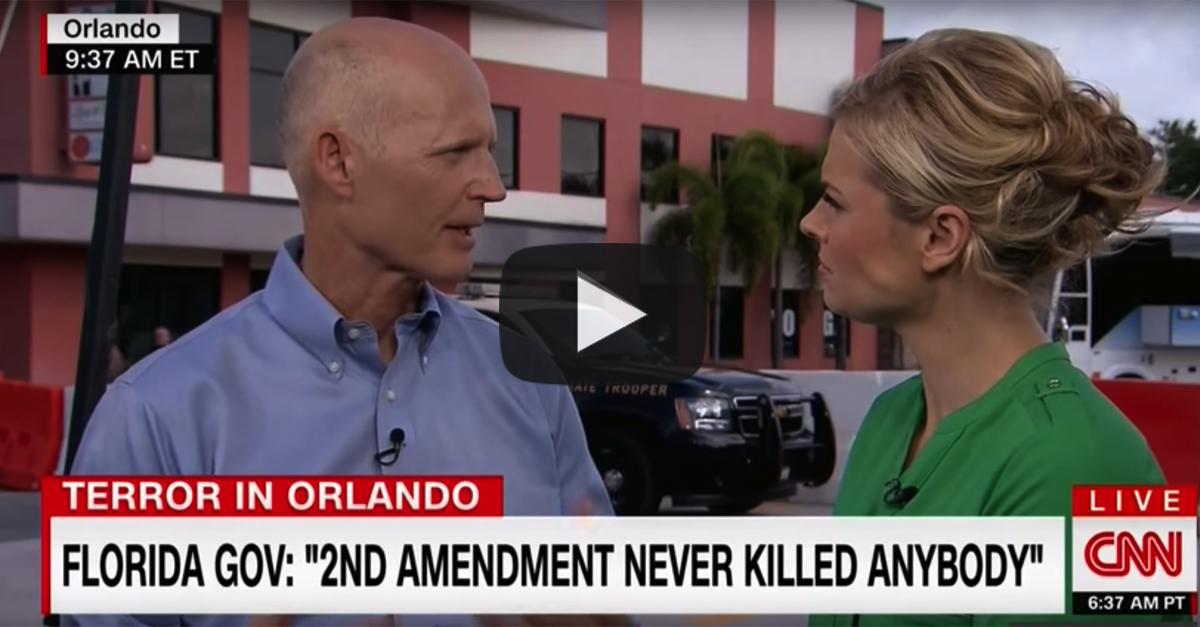 Orlando
9:37 AM ET
STATE TROOPER
TERROR IN ORLANDO
FLORIDA GOV: "2ND AMENDMENT NEVER KILLED ANYBODY"
LIVE
CNN
6:37 AM PT